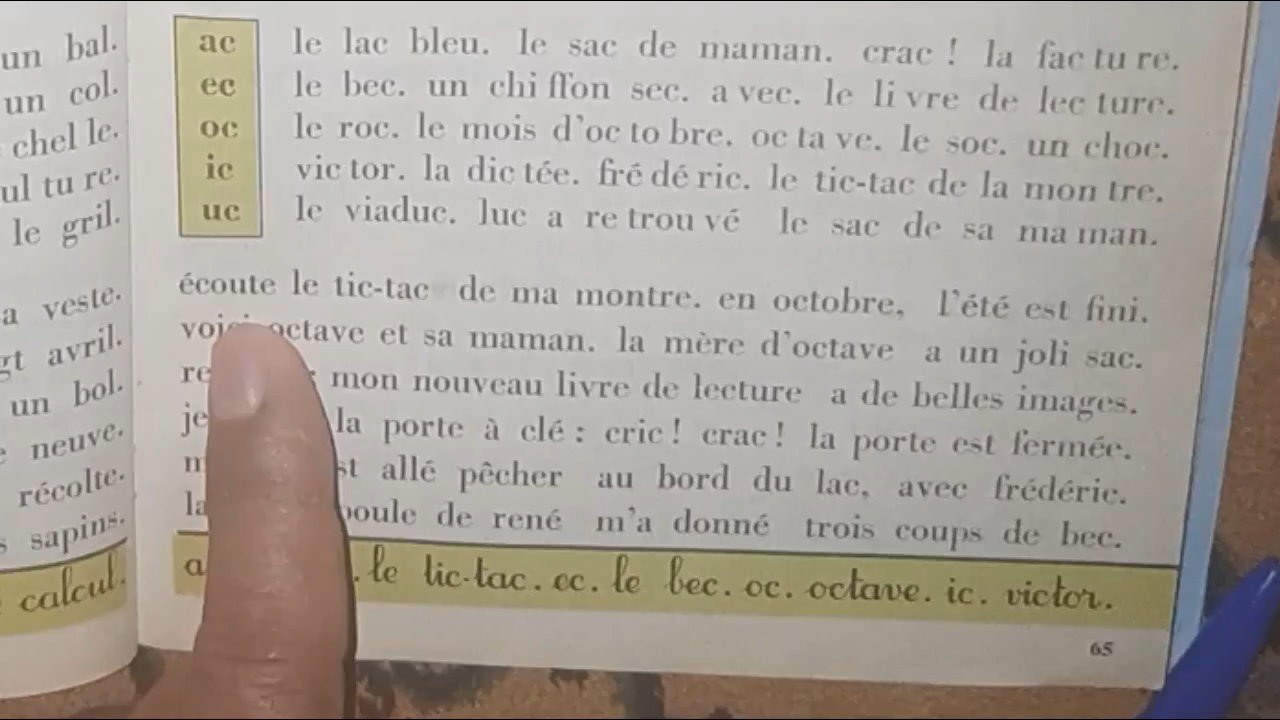 un bal.
un col.
chel le.
ul tu re.
le gril.
a veste.
gt avril.
un bol.
neuve.
récolte.
s sapins.
calcul.
ac le lac bleu. le sac de maman. crac ! la fac tu re.
ec le bec. un chi ffon sec. a vec. le li vre de lec ture.
oc le roc. le mois d'oc to bre. oc ta ve. le soc. un choc.
ic vic tor. la dic tée. fré dé ric. le tic-tac de la mon tre.
uc le viaduc. luc a re trou vé le sac de sa ma man.
écoute le tic-tac de ma montre. en octobre, l'été est fini.
voici octave et sa maman. la mère d'octave a un joli sac.
re : mon nouveau livre de lecture a de belles images.
je la porte à clé : cric ! crac ! la porte est fermée.
st allé pêcher au bord du lac, avec frédéric.
la poule de rené m'a donné trois coups de bec.
a . le tic-tac. ec. le bec. oc. octave. ic. victor.
65